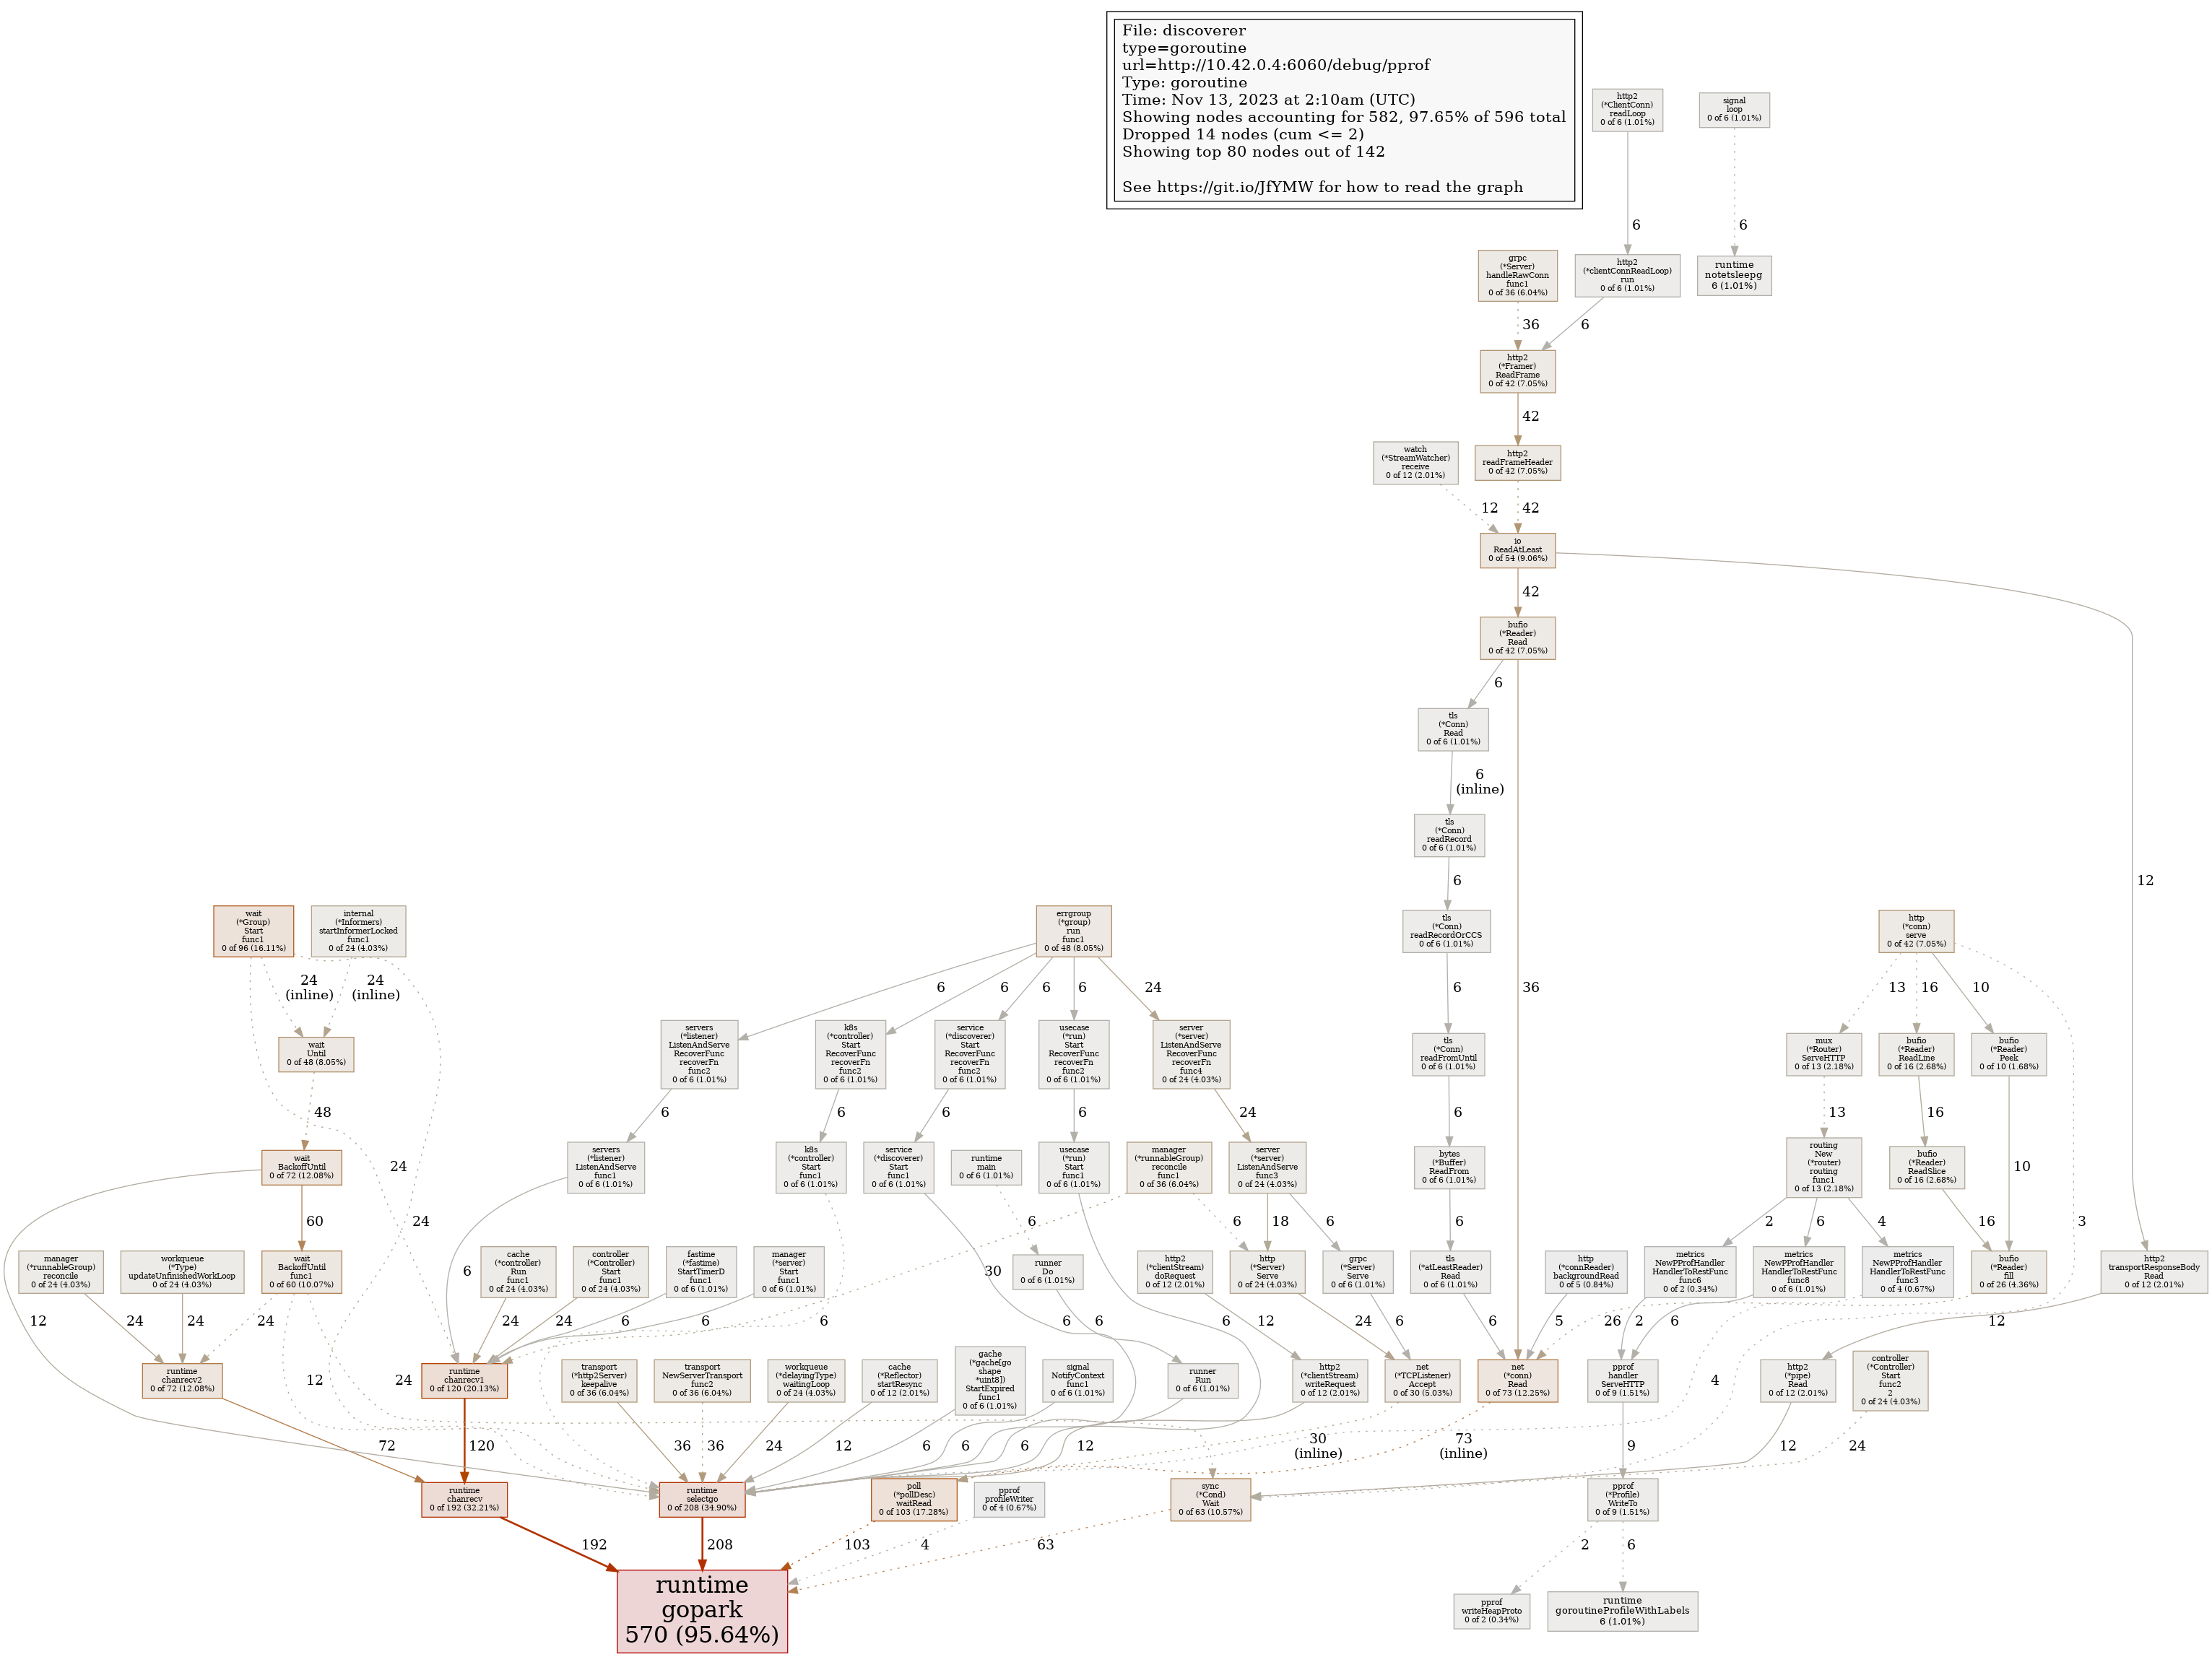 File: discoverer
type=goroutine
url=http://10.42.0.4:6060/debug/pprof
Type: goroutine
Time: Nov 13, 2023 at 2:10am (UTC)
Showing nodes accounting for 582, 97.65% of 596 total
Dropped 14 nodes (cum <= 2)
Showing top 80 nodes out of 142
See https://git.io/JfYMW for how to read the graph
http2
(*ClientConn)
readLoop
0 of 6 (1.01%)
signal
loop
0 of 6 (1.01%)
6
6
grpc
(*Server)
handleRawConn
func1
0 of 36 (6.04%)
http2
(*clientConnReadLoop)
run
0 of 6 (1.01%)
runtime
notetsleepg
6 (1.01%)
36
6
http2
(*Framer)
ReadFrame
0 of 42 (7.05%)
42
watch
(*StreamWatcher)
receive
0 of 12 (2.01%)
http2
readFrameHeader
0 of 42 (7.05%)
12
42
io
ReadAtLeast
0 of 54 (9.06%)
42
12
bufio
(*Reader)
Read
0 of 42 (7.05%)
6
36
tls
(*Conn)
Read
0 of 6 (1.01%)
6
(inline)
tls
(*Conn)
readRecord
0 of 6 (1.01%)
6
wait
(*Group)
Start
func1
0 of 96 (16.11%)
internal
(*Informers)
startInformerLocked
func1
0 of 24 (4.03%)
errgroup
(*group)
run
func1
0 of 48 (8.05%)
tls
(*Conn)
readRecordOrCCS
0 of 6 (1.01%)
http
(*conn)
serve
0 of 42 (7.05%)
24
(inline)
24
(inline)
24
24
6
6
6
6
24
6
13
16
10
3
wait
Until
0 of 48 (8.05%)
servers
(*listener)
ListenAndServe
RecoverFunc
recoverFn
func2
0 of 6 (1.01%)
k8s
(*controller)
Start
RecoverFunc
recoverFn
func2
0 of 6 (1.01%)
service
(*discoverer)
Start
RecoverFunc
recoverFn
func2
0 of 6 (1.01%)
usecase
(*run)
Start
RecoverFunc
recoverFn
func2
0 of 6 (1.01%)
server
(*server)
ListenAndServe
RecoverFunc
recoverFn
func4
0 of 24 (4.03%)
tls
(*Conn)
readFromUntil
0 of 6 (1.01%)
mux
(*Router)
ServeHTTP
0 of 13 (2.18%)
bufio
(*Reader)
ReadLine
0 of 16 (2.68%)
bufio
(*Reader)
Peek
0 of 10 (1.68%)
48
6
6
6
6
24
6
13
16
10
wait
BackoffUntil
0 of 72 (12.08%)
servers
(*listener)
ListenAndServe
func1
0 of 6 (1.01%)
k8s
(*controller)
Start
func1
0 of 6 (1.01%)
service
(*discoverer)
Start
func1
0 of 6 (1.01%)
runtime
main
0 of 6 (1.01%)
usecase
(*run)
Start
func1
0 of 6 (1.01%)
manager
(*runnableGroup)
reconcile
func1
0 of 36 (6.04%)
server
(*server)
ListenAndServe
func3
0 of 24 (4.03%)
bytes
(*Buffer)
ReadFrom
0 of 6 (1.01%)
routing
New
(*router)
routing
func1
0 of 13 (2.18%)
bufio
(*Reader)
ReadSlice
0 of 16 (2.68%)
12
60
6
6
6
6
6
30
6
18
6
6
2
6
4
16
manager
(*runnableGroup)
reconcile
0 of 24 (4.03%)
workqueue
(*Type)
updateUnfinishedWorkLoop
0 of 24 (4.03%)
wait
BackoffUntil
func1
0 of 60 (10.07%)
cache
(*controller)
Run
func1
0 of 24 (4.03%)
controller
(*Controller)
Start
func1
0 of 24 (4.03%)
fastime
(*fastime)
StartTimerD
func1
0 of 6 (1.01%)
manager
(*server)
Start
func1
0 of 6 (1.01%)
runner
Do
0 of 6 (1.01%)
http2
(*clientStream)
doRequest
0 of 12 (2.01%)
http
(*Server)
Serve
0 of 24 (4.03%)
grpc
(*Server)
Serve
0 of 6 (1.01%)
tls
(*atLeastReader)
Read
0 of 6 (1.01%)
http
(*connReader)
backgroundRead
0 of 5 (0.84%)
metrics
NewPProfHandler
HandlerToRestFunc
func6
0 of 2 (0.34%)
metrics
NewPProfHandler
HandlerToRestFunc
func8
0 of 6 (1.01%)
metrics
NewPProfHandler
HandlerToRestFunc
func3
0 of 4 (0.67%)
bufio
(*Reader)
fill
0 of 26 (4.36%)
http2
transportResponseBody
Read
0 of 12 (2.01%)
24
24
24
12
24
24
24
6
6
6
12
24
6
6
5
26
2
6
4
12
runtime
chanrecv2
0 of 72 (12.08%)
runtime
chanrecv1
0 of 120 (20.13%)
transport
(*http2Server)
keepalive
0 of 36 (6.04%)
transport
NewServerTransport
func2
0 of 36 (6.04%)
workqueue
(*delayingType)
waitingLoop
0 of 24 (4.03%)
cache
(*Reflector)
startResync
0 of 12 (2.01%)
gache
(*gache[go
shape
*uint8])
StartExpired
func1
0 of 6 (1.01%)
signal
NotifyContext
func1
0 of 6 (1.01%)
runner
Run
0 of 6 (1.01%)
http2
(*clientStream)
writeRequest
0 of 12 (2.01%)
net
(*TCPListener)
Accept
0 of 30 (5.03%)
net
(*conn)
Read
0 of 73 (12.25%)
pprof
handler
ServeHTTP
0 of 9 (1.51%)
http2
(*pipe)
Read
0 of 12 (2.01%)
controller
(*Controller)
Start
func2
2
0 of 24 (4.03%)
72
120
36
36
24
12
6
6
6
12
30
(inline)
73
(inline)
9
12
24
runtime
chanrecv
0 of 192 (32.21%)
runtime
selectgo
0 of 208 (34.90%)
poll
(*pollDesc)
waitRead
0 of 103 (17.28%)
pprof
profileWriter
0 of 4 (0.67%)
sync
(*Cond)
Wait
0 of 63 (10.57%)
pprof
(*Profile)
WriteTo
0 of 9 (1.51%)
192
208
103
4
63
2
6
runtime
gopark
570 (95.64%)
pprof
writeHeapProto
0 of 2 (0.34%)
runtime
goroutineProfileWithLabels
6 (1.01%)